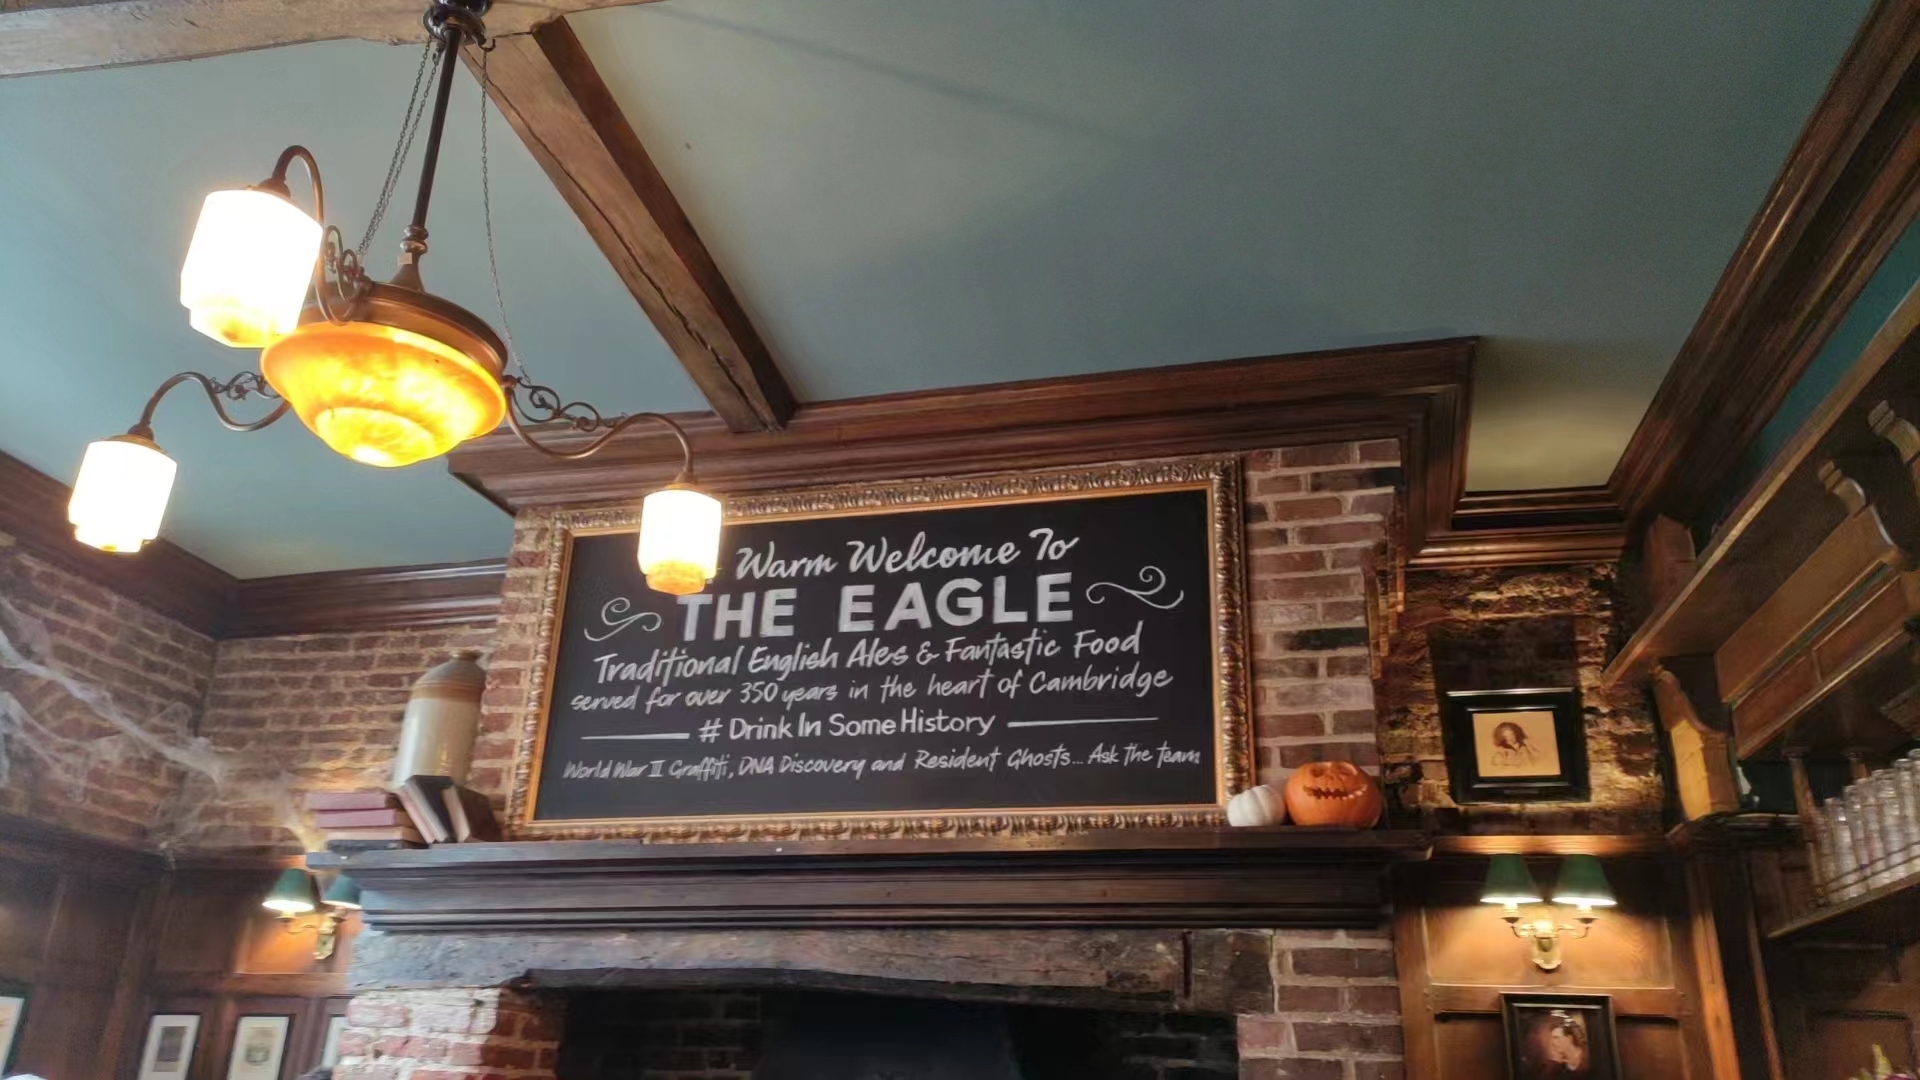 Warm Welcome To
THE EAGLE
Traditional English Ales & Fantastic Food
served for over 350 years in the heart of Cambridge
# Drink In Some History
World War II Graffiti, DNA Discovery and Resident Ghosts... Ask the team